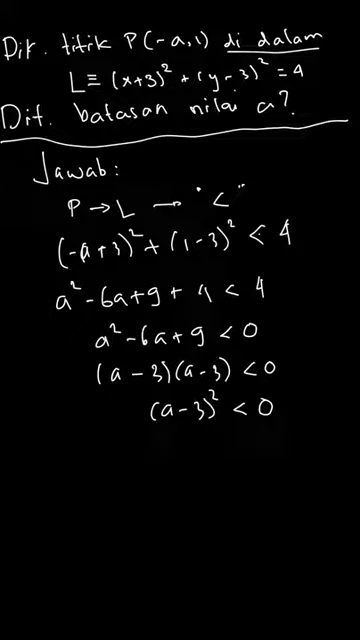 Dik. titik P(-a,1) di dalam
L≡ (x+3)² + (y-3)² = 4
Dit. batasan nilai a?
Jawab:
P → L → "<"
(-a+3)² + (1-3)² < 4
a² - 6a + 9 + 4 < 4
a² - 6a + 9 < 0
(a - 3)(a - 3) < 0
(a - 3)² < 0